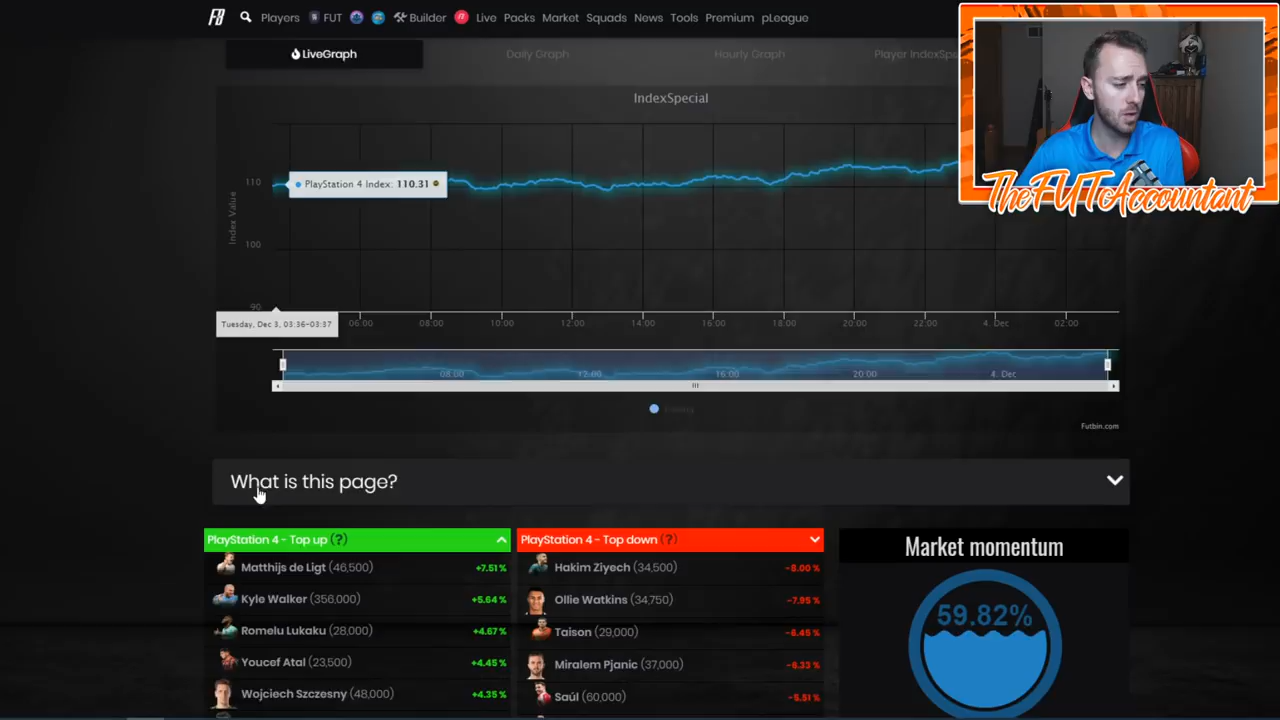 F8 Players FUT Builder Live Packs Market Squads News Tools Premium pLeague
LiveGraph Daily Graph Hourly Graph Player IndexSpe
IndexSpecial
TheFUTAccountant
Index Value
110
100
90
PlayStation 4 Index: 110.31
Tuesday, Dec 3, 03:36-03:37
06:00 08:00 10:00 12:00 14:00 16:00 18:00 20:00 22:00 4. Dec 02:00
08:00 12:00 16:00 20:00 4. Dec
Futbin.com
What is this page?
PlayStation 4 - Top up (?)
Matthijs de Ligt (46,500) +7.51 %
Kyle Walker (356,000) +5.64 %
Romelu Lukaku (28,000) +4.67 %
Youcef Atal (23,500) +4.45 %
Wojciech Szczesny (48,000) +4.35 %
PlayStation 4 - Top down (?)
Hakim Ziyech (34,500) -8.00 %
Ollie Watkins (34,750) -7.95 %
Taison (29,000) -6.45 %
Miralem Pjanic (37,000) -6.33 %
Saúl (60,000) -5.51 %
Market momentum
59.82%